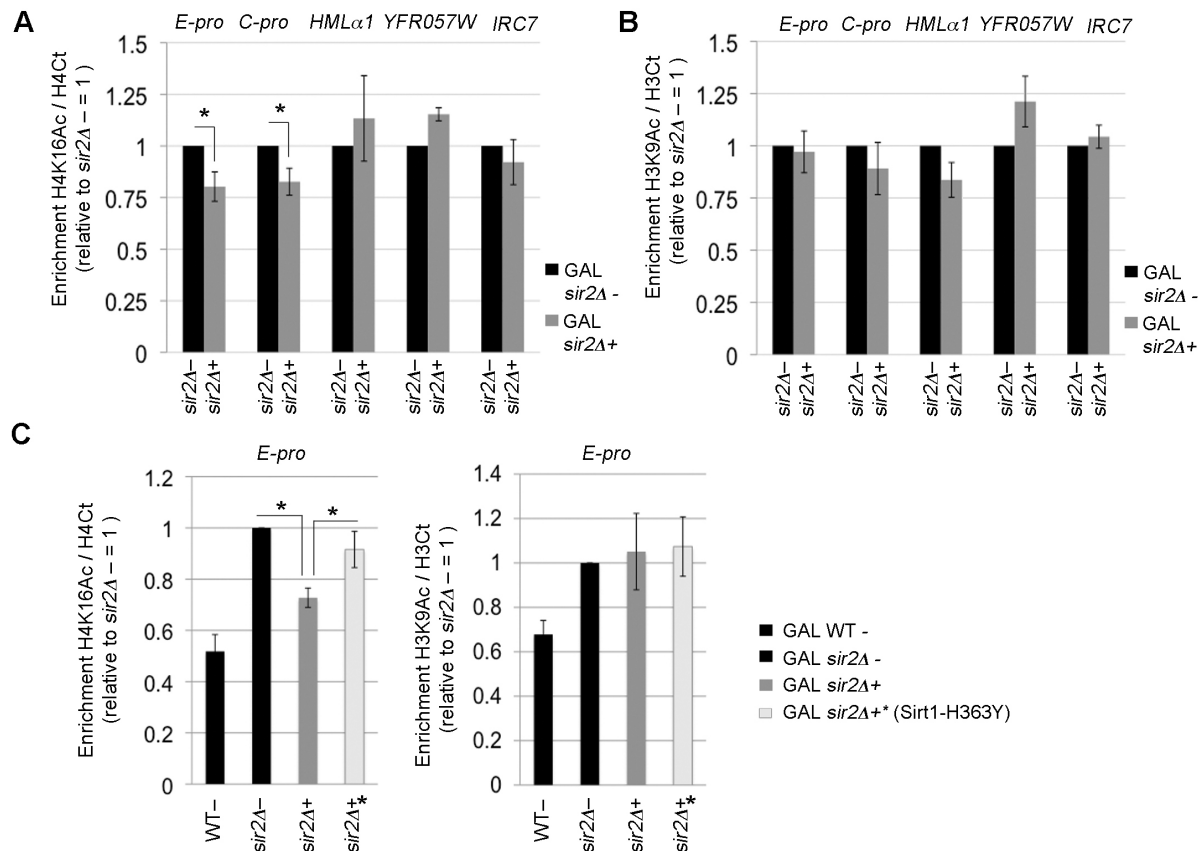 A
E-pro C-pro HMLα1 YFR057W IRC7
Enrichment H4K16Ac / H4Ct
(relative to sir2Δ – = 1 )
1.5
1.25
1
0.75
0.5
0.25
0
* *
sir2Δ– sir2Δ+ sir2Δ– sir2Δ+ sir2Δ– sir2Δ+ sir2Δ– sir2Δ+ sir2Δ– sir2Δ+
GAL
sir2Δ -
GAL
sir2Δ+
B
E-pro C-pro HMLα1 YFR057W IRC7
Enrichment H3K9Ac / H3Ct
(relative to sir2Δ – = 1 )
1.5
1.25
1
0.75
0.5
0.25
0
sir2Δ– sir2Δ+ sir2Δ– sir2Δ+ sir2Δ– sir2Δ+ sir2Δ– sir2Δ+ sir2Δ– sir2Δ+
GAL
sir2Δ -
GAL
sir2Δ+
C
E-pro
Enrichment H4K16Ac / H4Ct
(relative to sir2Δ – = 1 )
1.2
1
0.8
0.6
0.4
0.2
0
* *
WT– sir2Δ– sir2Δ+ sir2Δ+*
E-pro
Enrichment H3K9Ac / H3Ct
(relative to sir2Δ – = 1 )
1.4
1.2
1
0.8
0.6
0.4
0.2
0
WT– sir2Δ– sir2Δ+ sir2Δ+*
GAL WT -
GAL sir2Δ -
GAL sir2Δ+
GAL sir2Δ+* (Sirt1-H363Y)